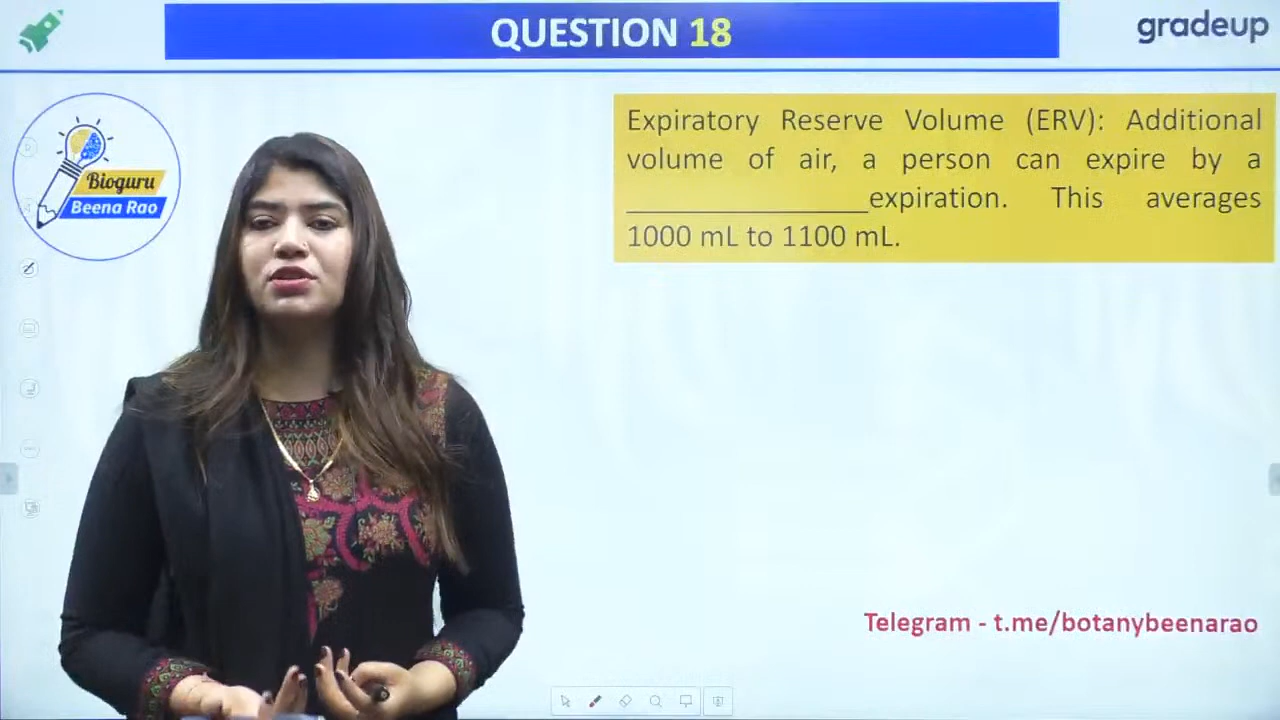 QUESTION 18
gradeup
Bioguru
Beena Rao
Expiratory Reserve Volume (ERV): Additional
volume of air, a person can expire by a
________________expiration. This averages
1000 mL to 1100 mL.
Telegram - t.me/botanybeenarao